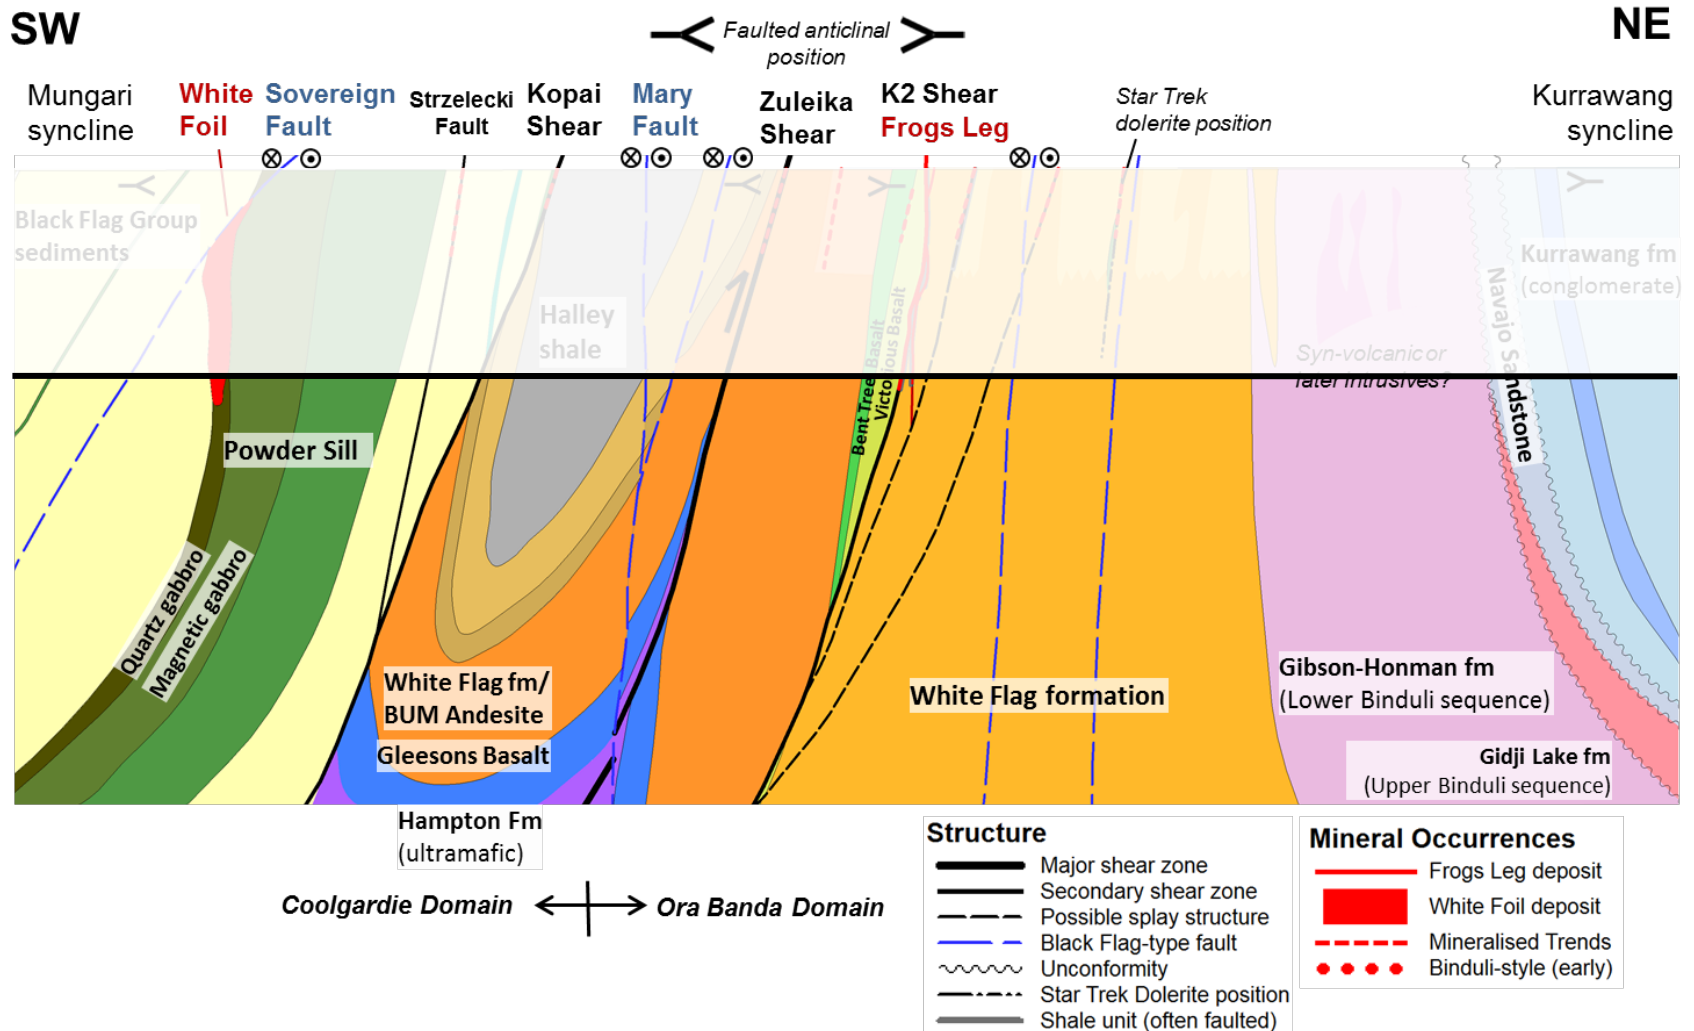 SW
NE
Faulted anticlinal
position
Mungari
syncline
White
Foil
Sovereign
Fault
Strzelecki
Fault
Kopai
Shear
Mary
Fault
Zuleika
Shear
K2 Shear
Frogs Leg
Star Trek
dolerite position
Kurrawang
syncline
Black Flag Group
sediments
Halley
shale
Bent Tree Basalt
Victorious Basalt
Syn-volcanic or
later intrusives?
Navajo Sandstone
Kurrawang fm
(conglomerate)
Powder Sill
Quartz gabbro
Magnetic gabbro
White Flag fm/
BUM Andesite
Gleesons Basalt
White Flag formation
Gibson-Honman fm
(Lower Binduli sequence)
Gidji Lake fm
(Upper Binduli sequence)
Hampton Fm
(ultramafic)
Coolgardie Domain
Ora Banda Domain
Structure
Major shear zone
Secondary shear zone
Possible splay structure
Black Flag-type fault
Unconformity
Star Trek Dolerite position
Shale unit (often faulted)
Mineral Occurrences
Frogs Leg deposit
White Foil deposit
Mineralised Trends
Binduli-style (early)